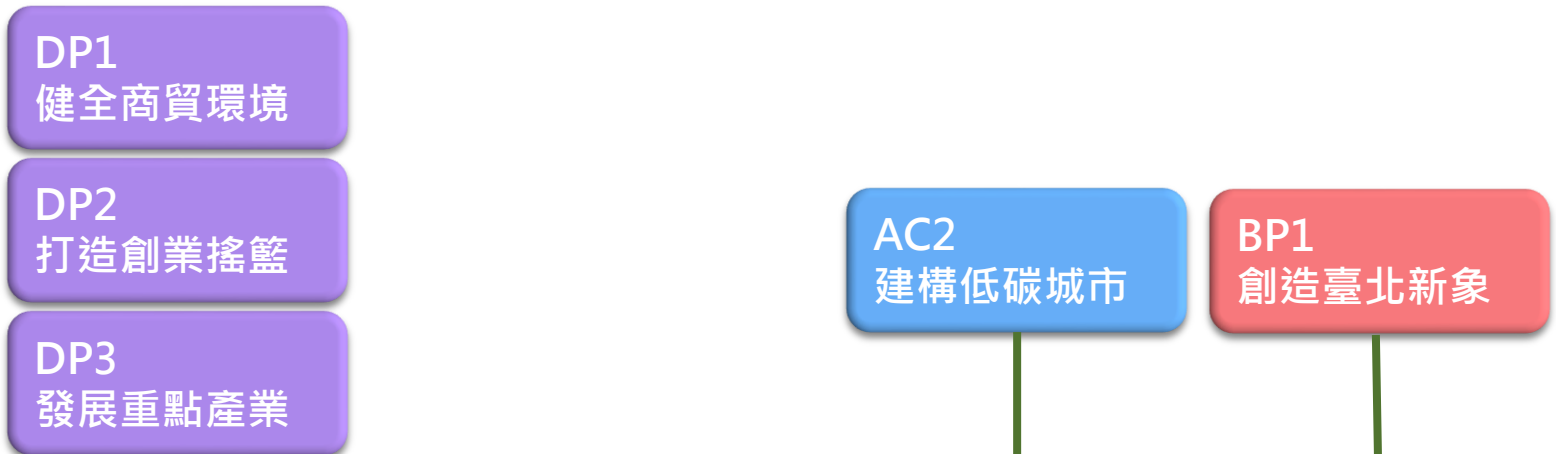 DP1
健全商貿環境
DP2
打造創業搖籃
DP3
發展重點產業
AC2
建構低碳城市
BP1
創造臺北新象